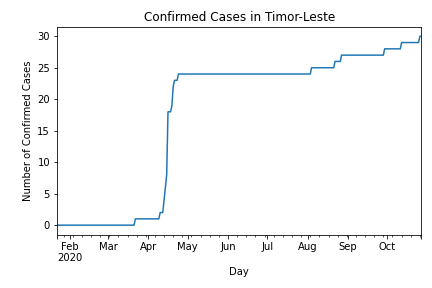 Confirmed Cases in Timor-Leste
30
25
20
15
10
5
0
Number of Confirmed Cases
Feb Mar Apr May Jun Jul Aug Sep Oct
2020
Day